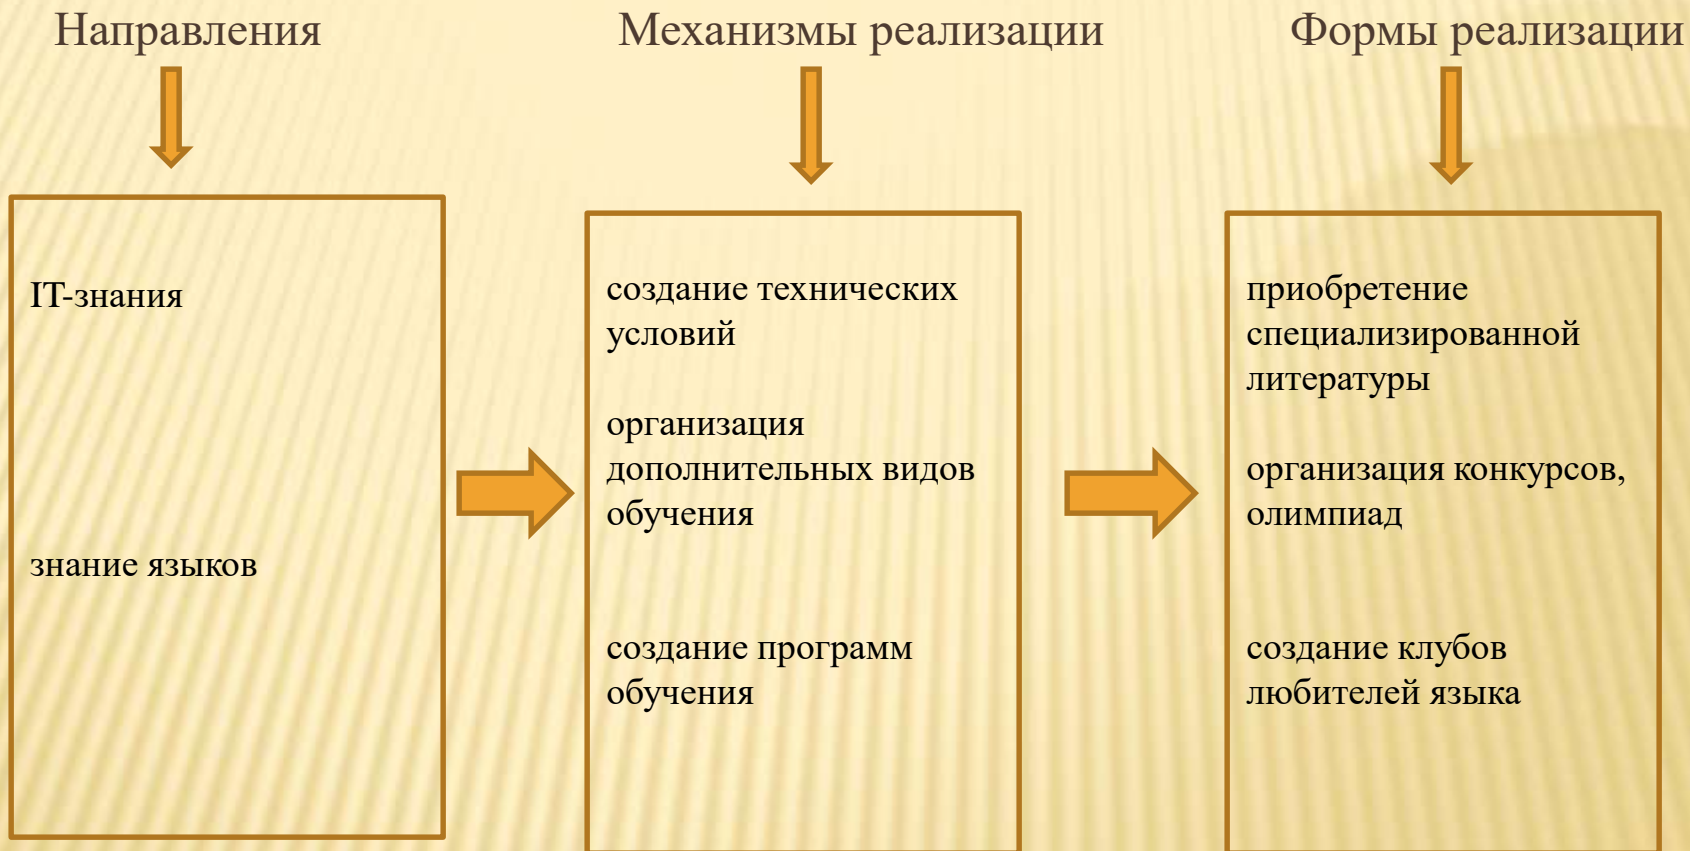 Направления
Механизмы реализации
Формы реализации
IT-знания
знание языков
создание технических
условий
организация
дополнительных видов
обучения
создание программ
обучения
приобретение
специализированной
литературы
организация конкурсов,
олимпиад
создание клубов
любителей языка